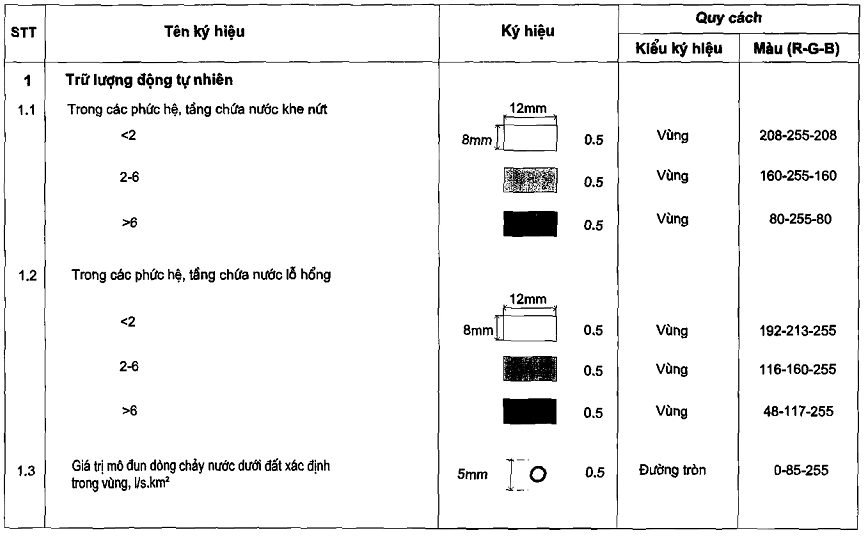 STT
Tên ký hiệu
Ký hiệu
Quy cách
Kiểu ký hiệu
Màu (R-G-B)
1 Trữ lượng động tự nhiên
1.1 Trong các phức hệ, tầng chứa nước khe nứt
12mm
<2 8mm 0.5 Vùng 208-255-208
2-6 0.5 Vùng 160-255-160
>6 0.5 Vùng 80-255-80
1.2 Trong các phức hệ, tầng chứa nước lỗ hổng
12mm
<2 8mm 0.5 Vùng 192-213-255
2-6 0.5 Vùng 116-160-255
>6 0.5 Vùng 48-117-255
1.3 Giá trị mô đun dòng chảy nước dưới đất xác định
trong vùng, l/s.km² 5mm 0.5 Đường tròn 0-85-255